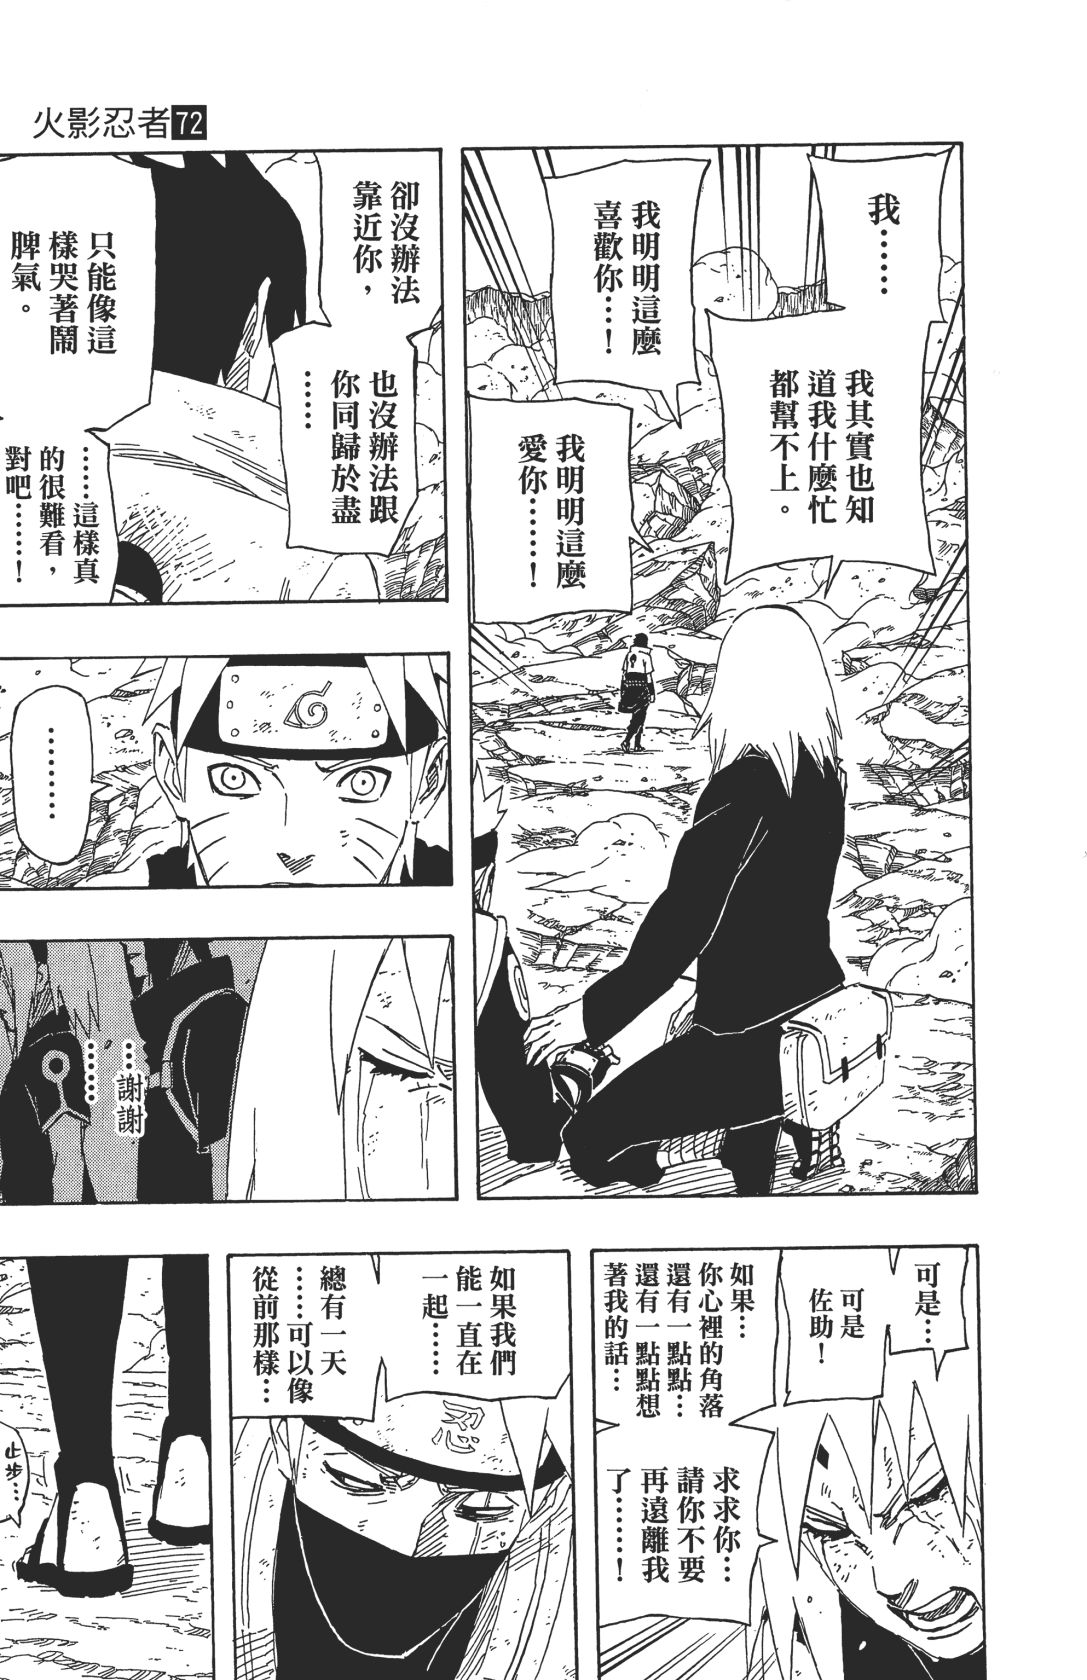 火影忍者72
我……
我其實也知
道我什麼忙
都幫不上。
我明明這麼
喜歡你…！
我明明這麼
愛你……！
卻沒辦法
靠近你，
也沒辦法跟
你同歸於盡
……
只能像這
樣哭著鬧
脾氣。
……這樣真
的很難看，
對吧……！
………
…謝謝
……
可是…
可是
佐助！
如果…
你心裡的角落
還有一點點…
還有一點點想
著我的話…
求求你…
請你不要
再遠離我
了……！
如果我們
能一直在
一起……
總有一天
……可以像
從前那樣…
止步…
忍